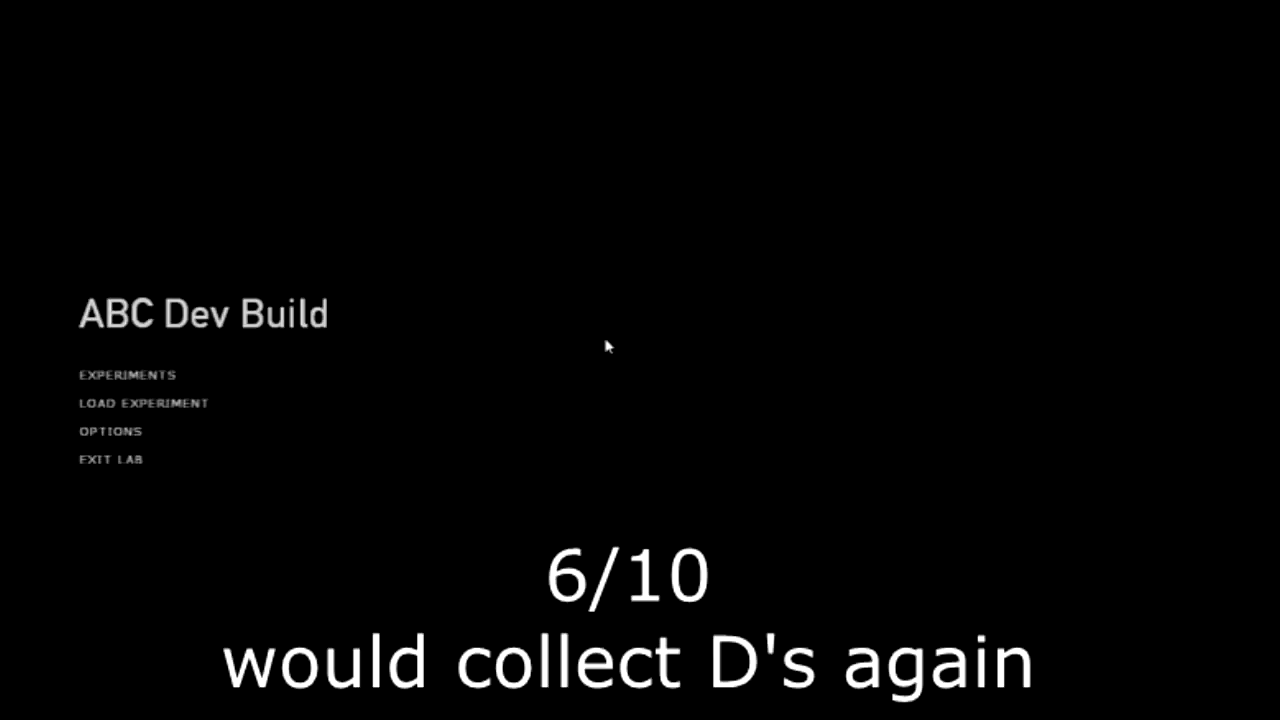 ABC Dev Build
EXPERIMENTS
LOAD EXPERIMENT
OPTIONS
EXIT LAB
6/10
would collect D's again